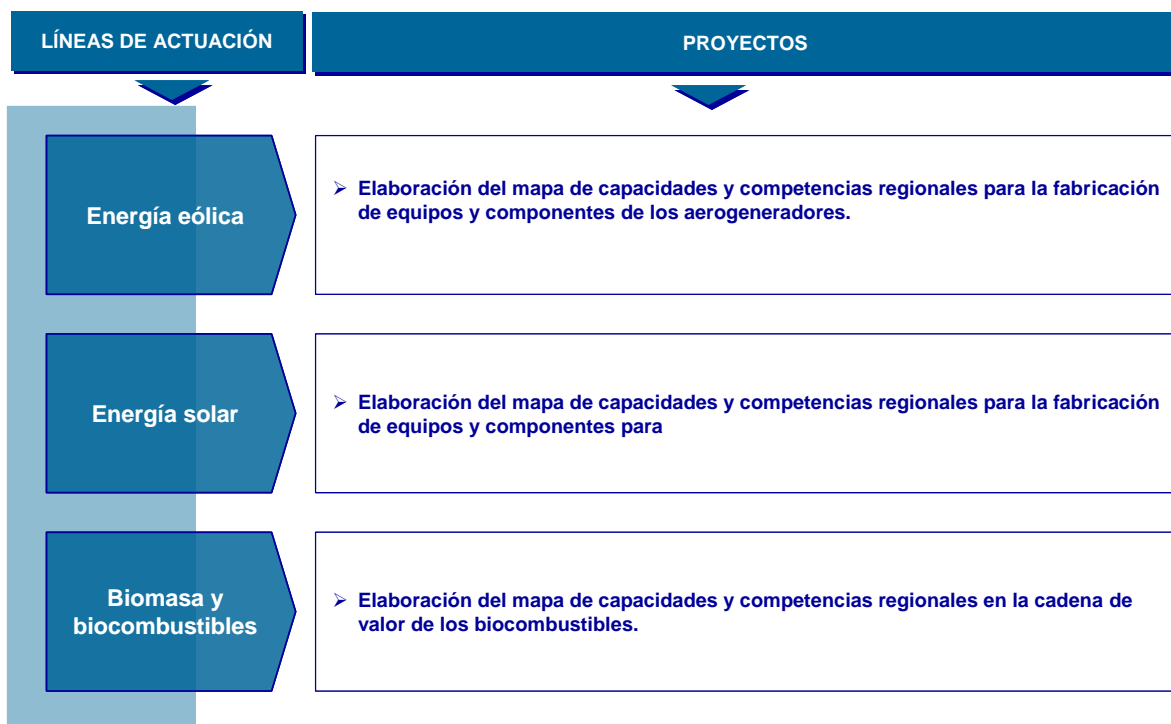 LÍNEAS DE ACTUACIÓN
PROYECTOS
Energía eólica
➢ Elaboración del mapa de capacidades y competencias regionales para la fabricación
de equipos y componentes de los aerogeneradores.
Energía solar
➢ Elaboración del mapa de capacidades y competencias regionales para la fabricación
de equipos y componentes para
Biomasa y
biocombustibles
➢ Elaboración del mapa de capacidades y competencias regionales en la cadena de
valor de los biocombustibles.